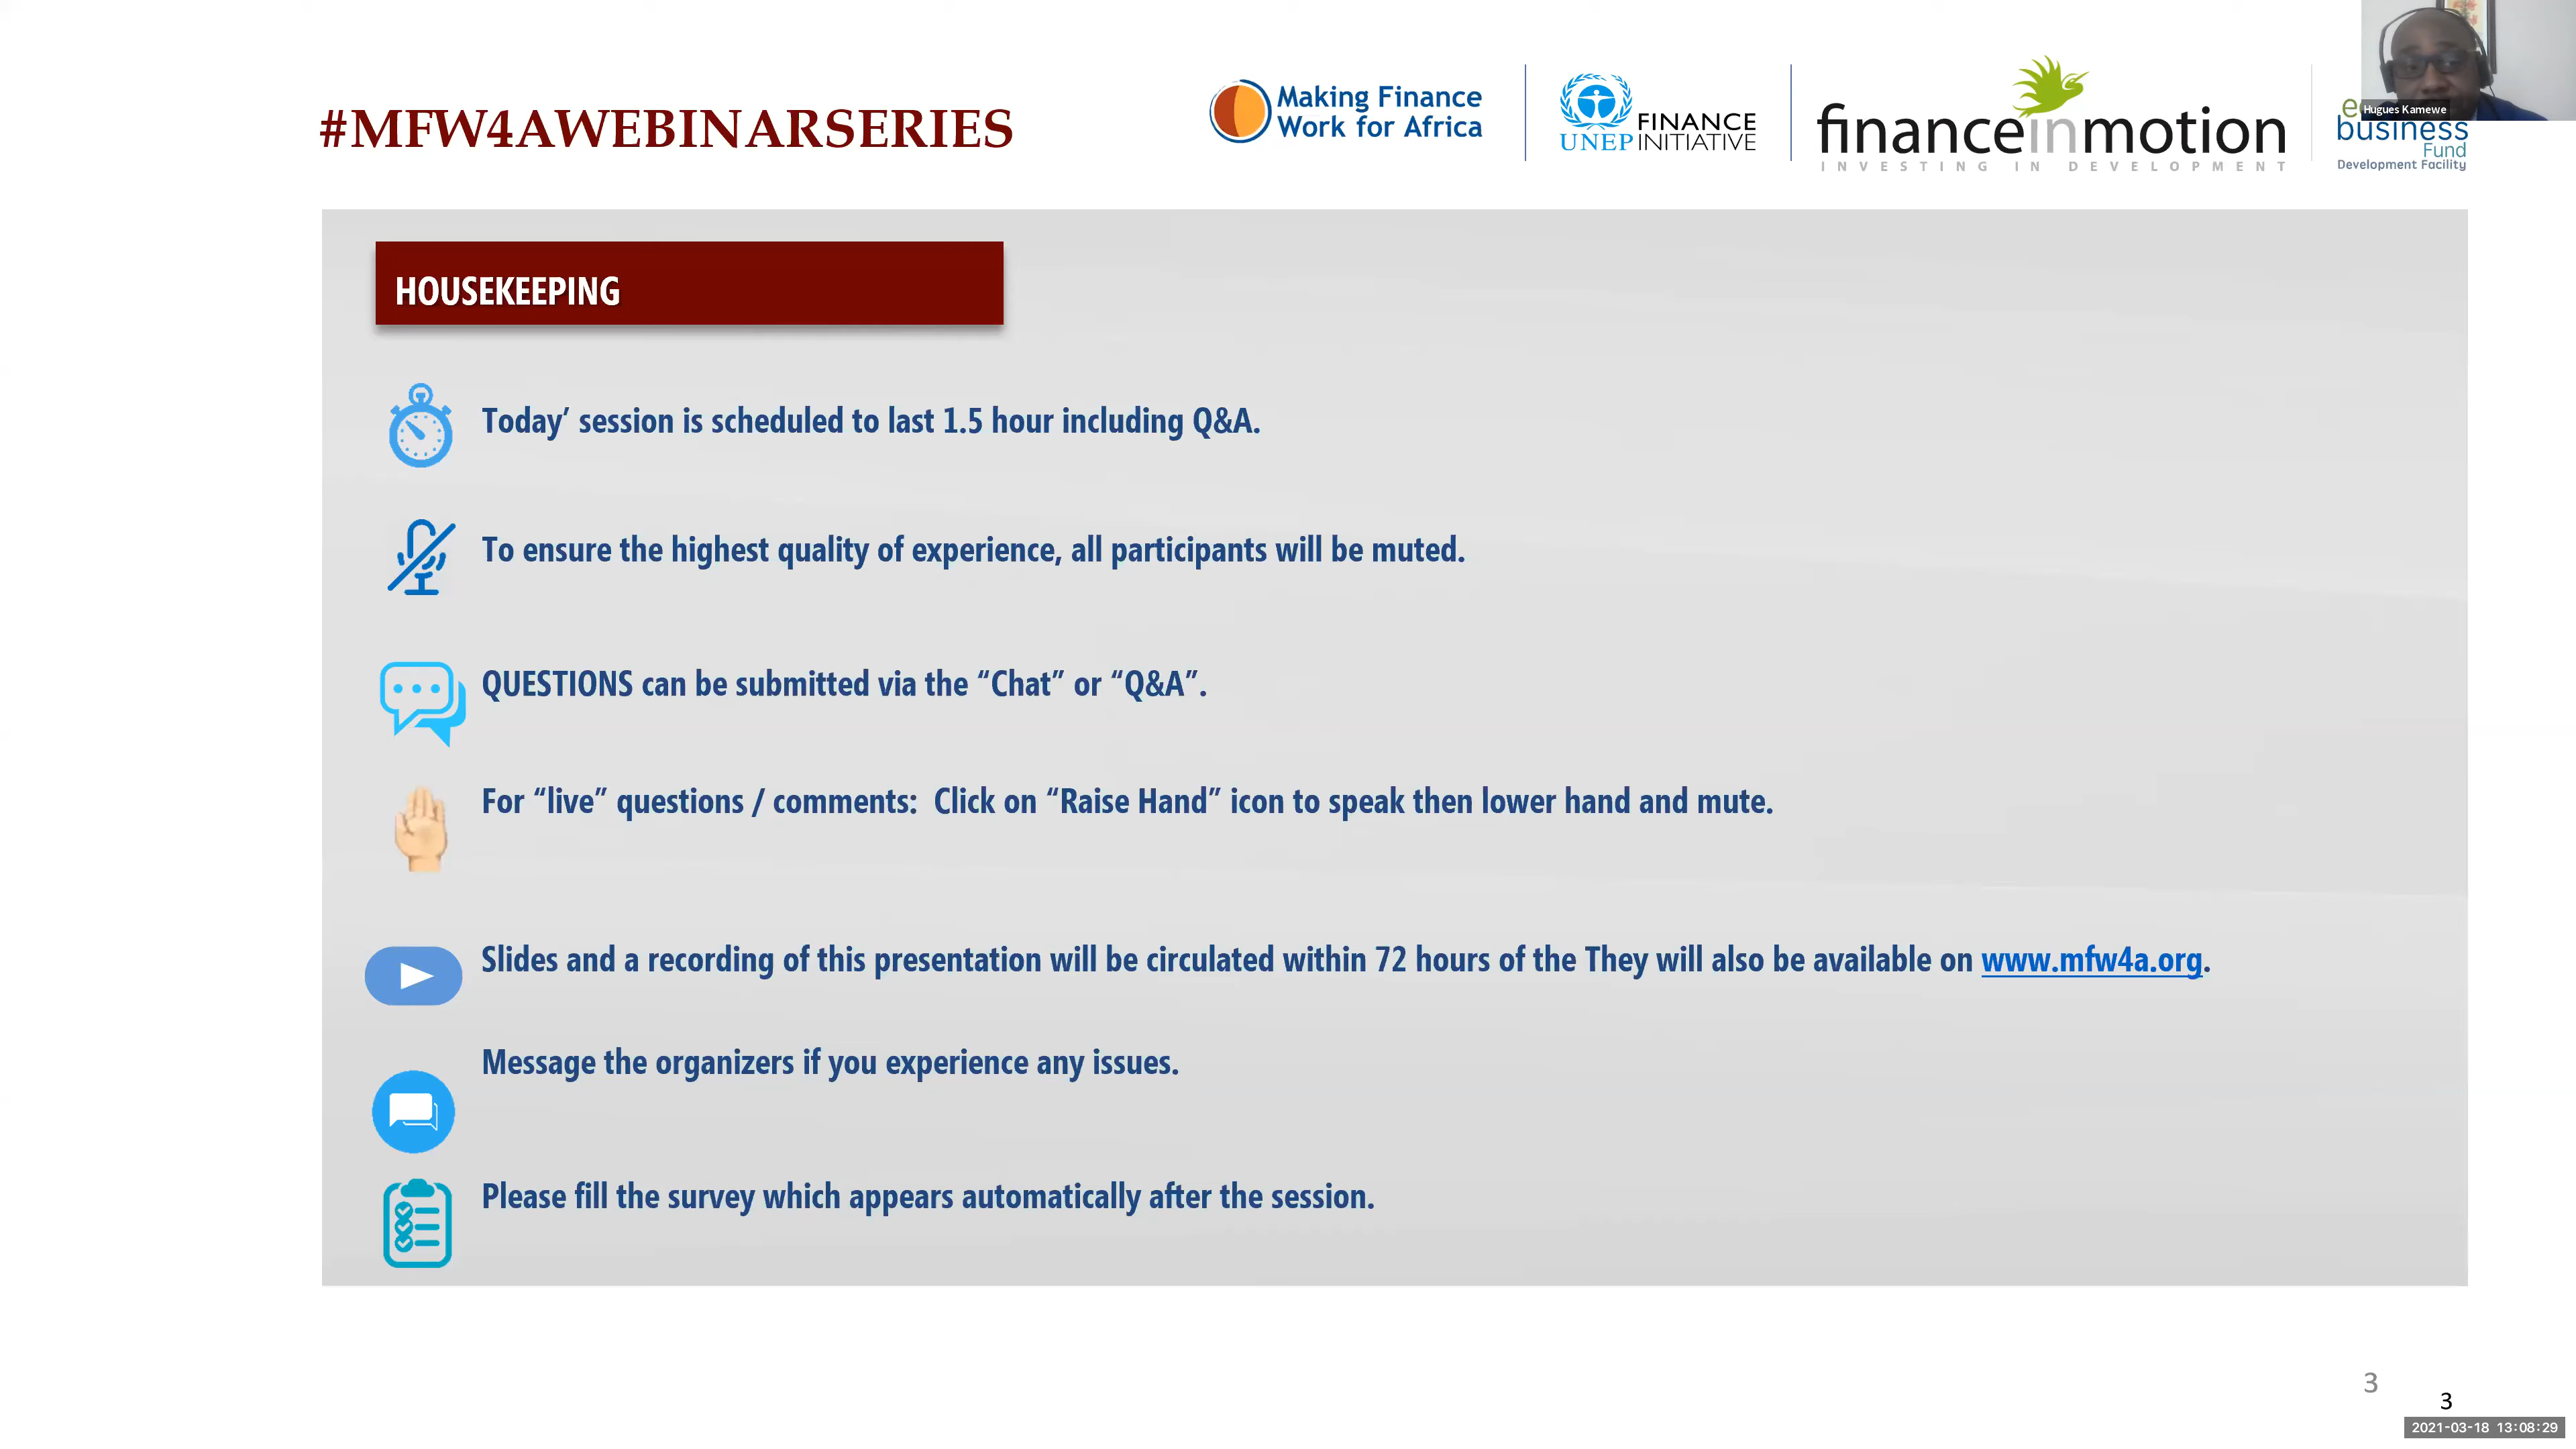 #MFW4AWEBINARSERIES
Making Finance
Work for Africa
UNEP
FINANCE
INITIATIVE
financeinmotion
INVESTING IN DEVELOPMENT
Hugues Kamewe
business
Fund
Development Facility
HOUSEKEEPING
Today’ session is scheduled to last 1.5 hour including Q&A.
To ensure the highest quality of experience, all participants will be muted.
QUESTIONS can be submitted via the “Chat” or “Q&A”.
For “live” questions / comments:  Click on “Raise Hand” icon to speak then lower hand and mute.
Slides and a recording of this presentation will be circulated within 72 hours of the They will also be available on www.mfw4a.org.
Message the organizers if you experience any issues.
Please fill the survey which appears automatically after the session.
3
3
2021-03-18 13:08:29